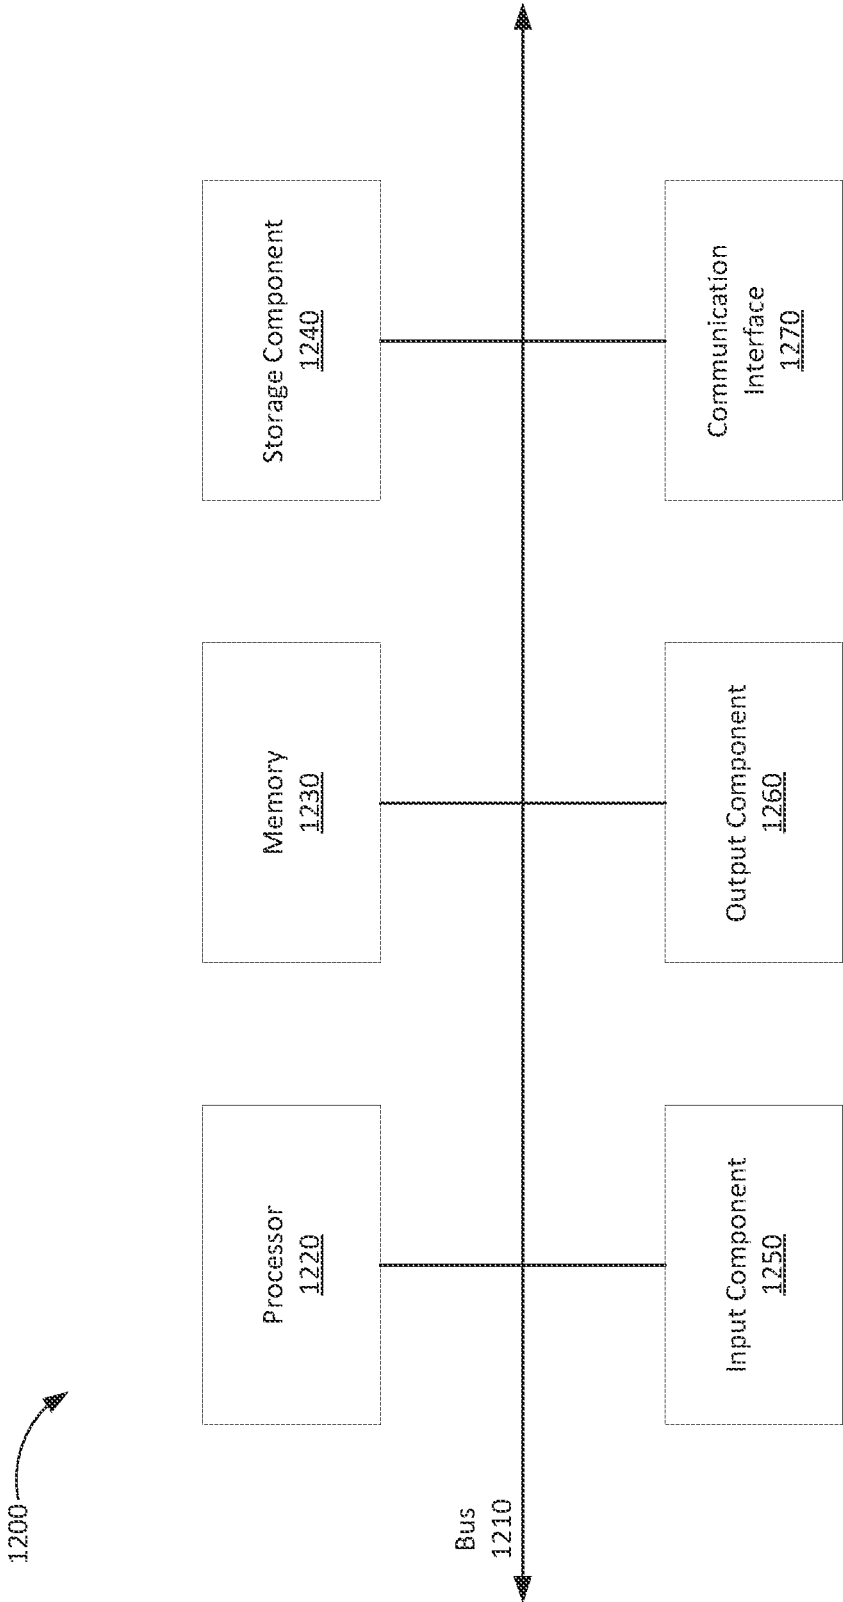 1200
Processor
1220
Memory
1230
Storage Component
1240
Bus
1210
Input Component
1250
Output Component
1260
Communication
Interface
1270